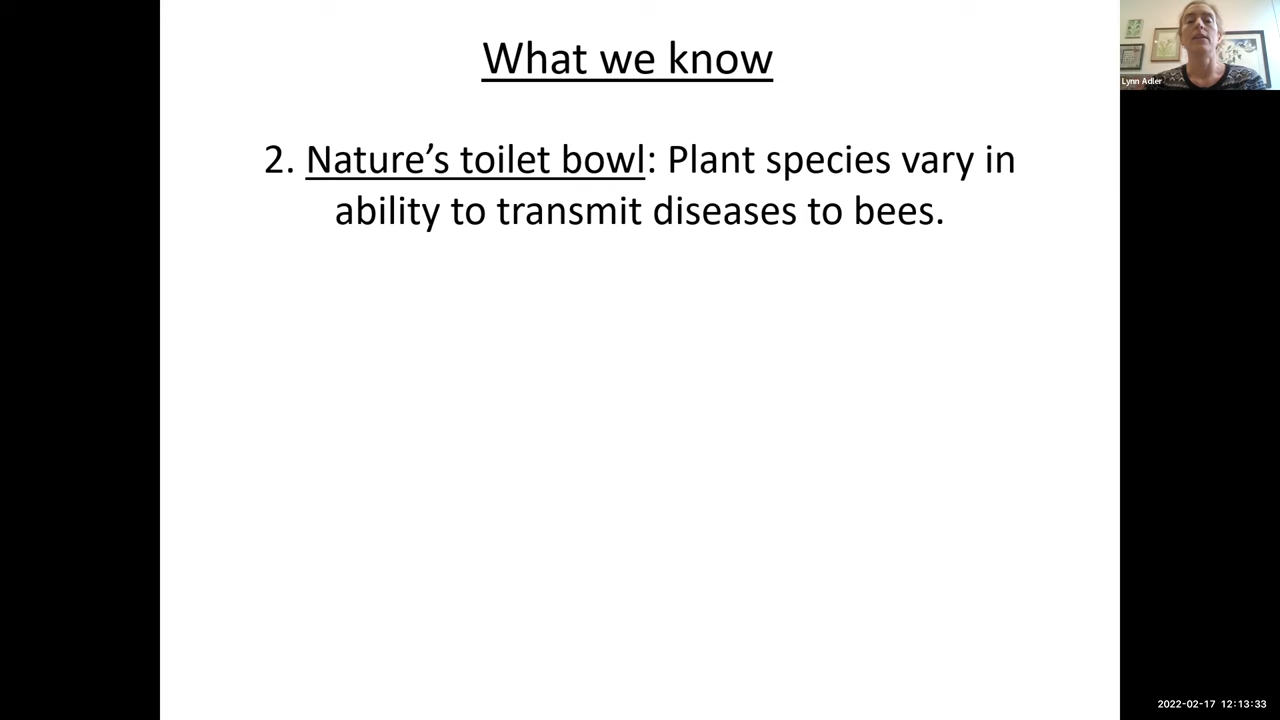 What we know
2. Nature’s toilet bowl: Plant species vary in
ability to transmit diseases to bees.
Lynn Adler
2022-02-17 12:13:33